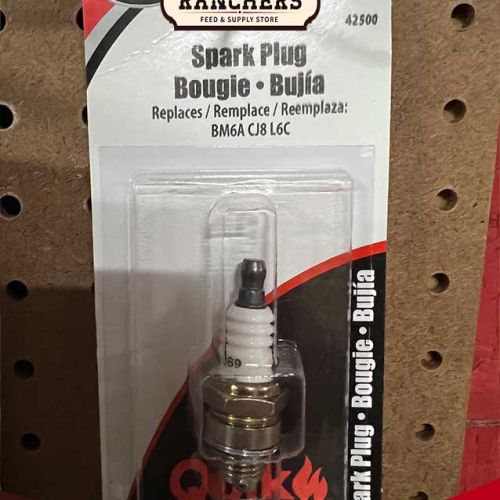 RANCHERS
FEED & SUPPLY STORE
42500
Spark Plug
Bougie • Bujía
Replaces / Remplace / Reemplaza:
BM6A CJ8 L6C
Spark Plug • Bougie • Bujía